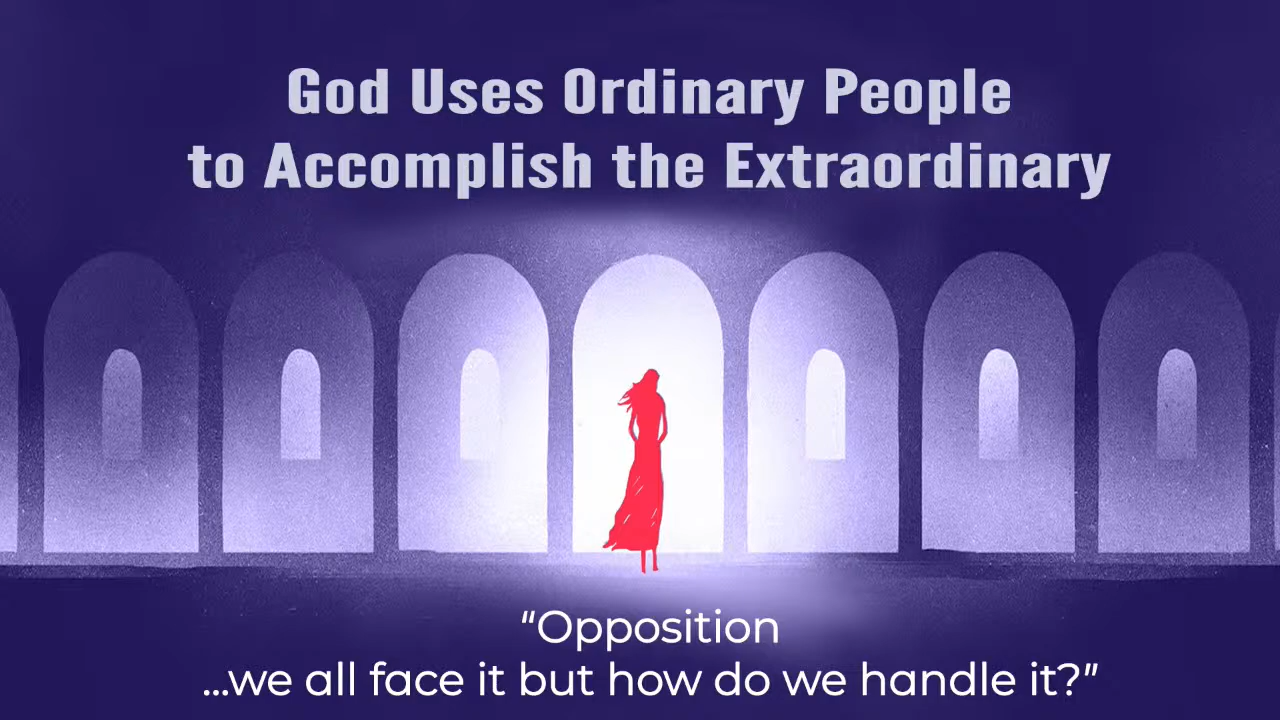 God Uses Ordinary People
to Accomplish the Extraordinary
“Opposition
...we all face it but how do we handle it?”